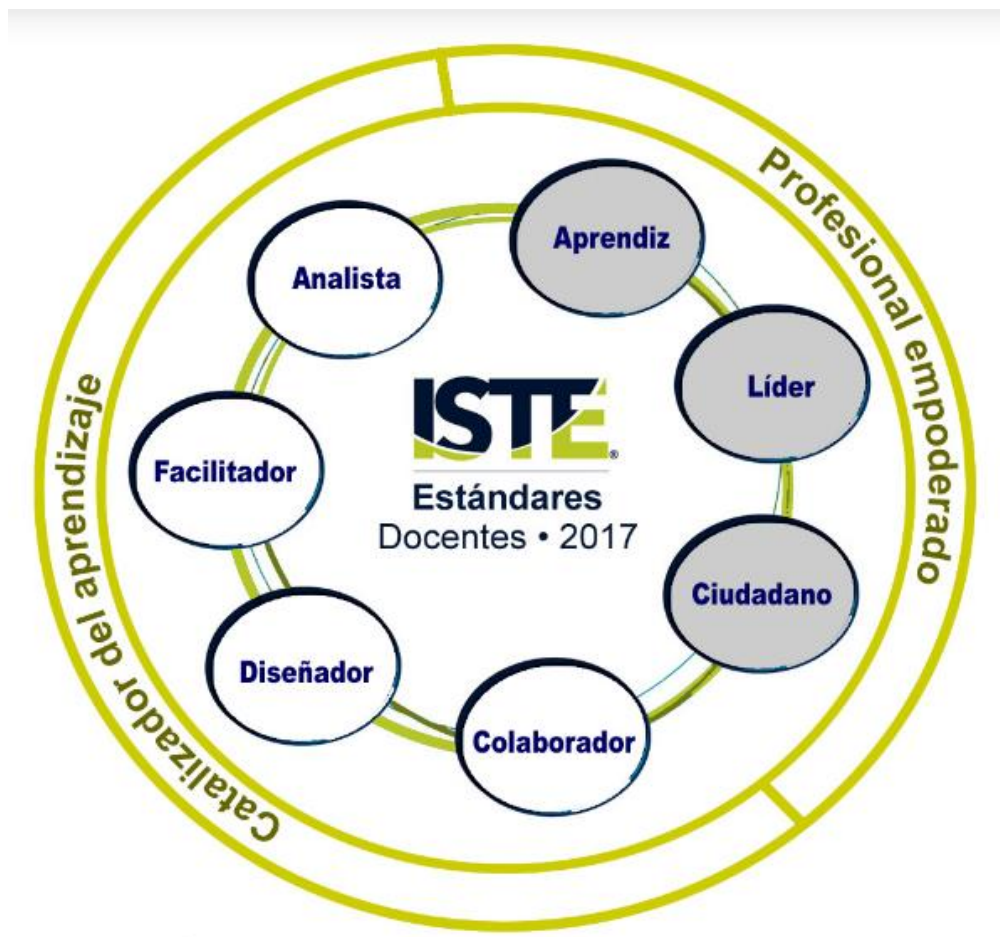 Profesional empoderado
Catalizador del aprendizaje
Aprendiz
Líder
Ciudadano
Colaborador
Diseñador
Facilitador
Analista
ISTE®
Estándares
Docentes • 2017